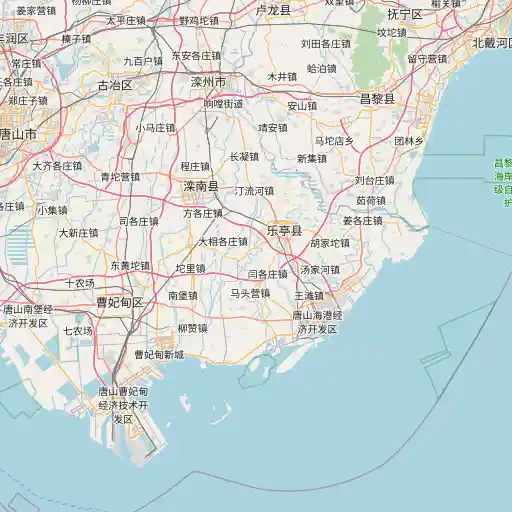 姜家营镇
杨柳庄镇
卢龙县
双望镇
抚宁区
榆关镇
太平庄镇
野鸡坨镇
榛子镇
坟坨镇
刘田各庄镇
北戴河区
东安各庄镇
九百户镇
留守营镇
常庄镇
滦州市
木井镇
蛤泊镇
古冶区
郑庄子镇
响嘡街道
安山镇
昌黎县
唐山市
小马庄镇
靖安镇
马坨店乡
团林乡
大齐各庄镇
长凝镇
新集镇
程庄镇
昌黎
海岸
级自
护
青坨营镇
滦南县
汀流河镇
刘台庄镇
茹荷镇
小集镇
方各庄镇
姜各庄镇
司各庄镇
大新庄镇
乐亭县
大相各庄镇
胡家坨镇
东黄坨镇
坨里镇
汤家河镇
闫各庄镇
十农场
南堡镇
马头营镇
王滩镇
曹妃甸区
唐山南堡经
济开发区
唐山海港经
济开发区
七农场
柳赞镇
曹妃甸新城
唐山曹妃甸
经济技术开
发区